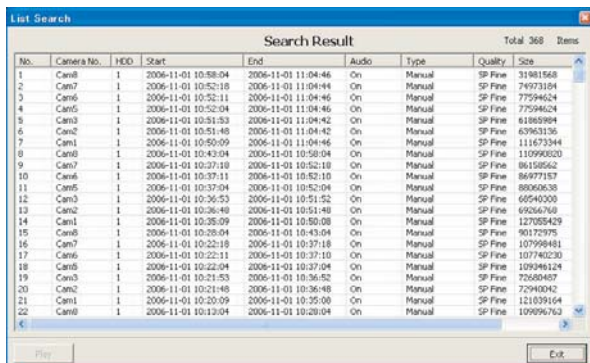 List Search
Search Result
Total 368 Items
No. Camera No. HDD Start End Audio Type Quality Size
1 Cam8 1 2006-11-01 10:58:04 2006-11-01 11:04:46 On Manual SP Fine 31981568
2 Cam7 1 2006-11-01 10:52:18 2006-11-01 11:04:44 On Manual SP Fine 74973184
3 Cam6 1 2006-11-01 10:52:11 2006-11-01 11:04:46 On Manual SP Fine 77594624
4 Cam5 1 2006-11-01 10:52:04 2006-11-01 11:04:46 On Manual SP Fine 77594624
5 Cam3 1 2006-11-01 10:51:53 2006-11-01 11:04:42 On Manual SP Fine 61865984
6 Cam2 1 2006-11-01 10:51:48 2006-11-01 11:04:42 On Manual SP Fine 63963136
7 Cam1 1 2006-11-01 10:50:09 2006-11-01 11:04:46 On Manual SP Fine 111673344
8 Cam8 1 2006-11-01 10:43:04 2006-11-01 10:58:04 On Manual SP Fine 110990820
9 Cam7 1 2006-11-01 10:37:18 2006-11-01 10:52:18 On Manual SP Fine 86158562
10 Cam6 1 2006-11-01 10:37:11 2006-11-01 10:52:10 On Manual SP Fine 86977157
11 Cam5 1 2006-11-01 10:37:04 2006-11-01 10:52:04 On Manual SP Fine 88060638
12 Cam3 1 2006-11-01 10:36:53 2006-11-01 10:51:52 On Manual SP Fine 68540308
13 Cam2 1 2006-11-01 10:36:48 2006-11-01 10:51:48 On Manual SP Fine 69266768
14 Cam1 1 2006-11-01 10:35:09 2006-11-01 10:50:08 On Manual SP Fine 127055429
15 Cam8 1 2006-11-01 10:28:04 2006-11-01 10:43:04 On Manual SP Fine 90172975
16 Cam7 1 2006-11-01 10:22:18 2006-11-01 10:37:18 On Manual SP Fine 107998481
17 Cam6 1 2006-11-01 10:22:11 2006-11-01 10:37:10 On Manual SP Fine 107740230
18 Cam5 1 2006-11-01 10:22:04 2006-11-01 10:37:04 On Manual SP Fine 109346124
19 Cam3 1 2006-11-01 10:21:53 2006-11-01 10:36:52 On Manual SP Fine 72680487
20 Cam2 1 2006-11-01 10:21:48 2006-11-01 10:36:48 On Manual SP Fine 72940042
21 Cam1 1 2006-11-01 10:20:09 2006-11-01 10:35:08 On Manual SP Fine 121839164
22 Cam8 1 2006-11-01 10:13:04 2006-11-01 10:28:04 On Manual SP Fine 109896763
Play Exit